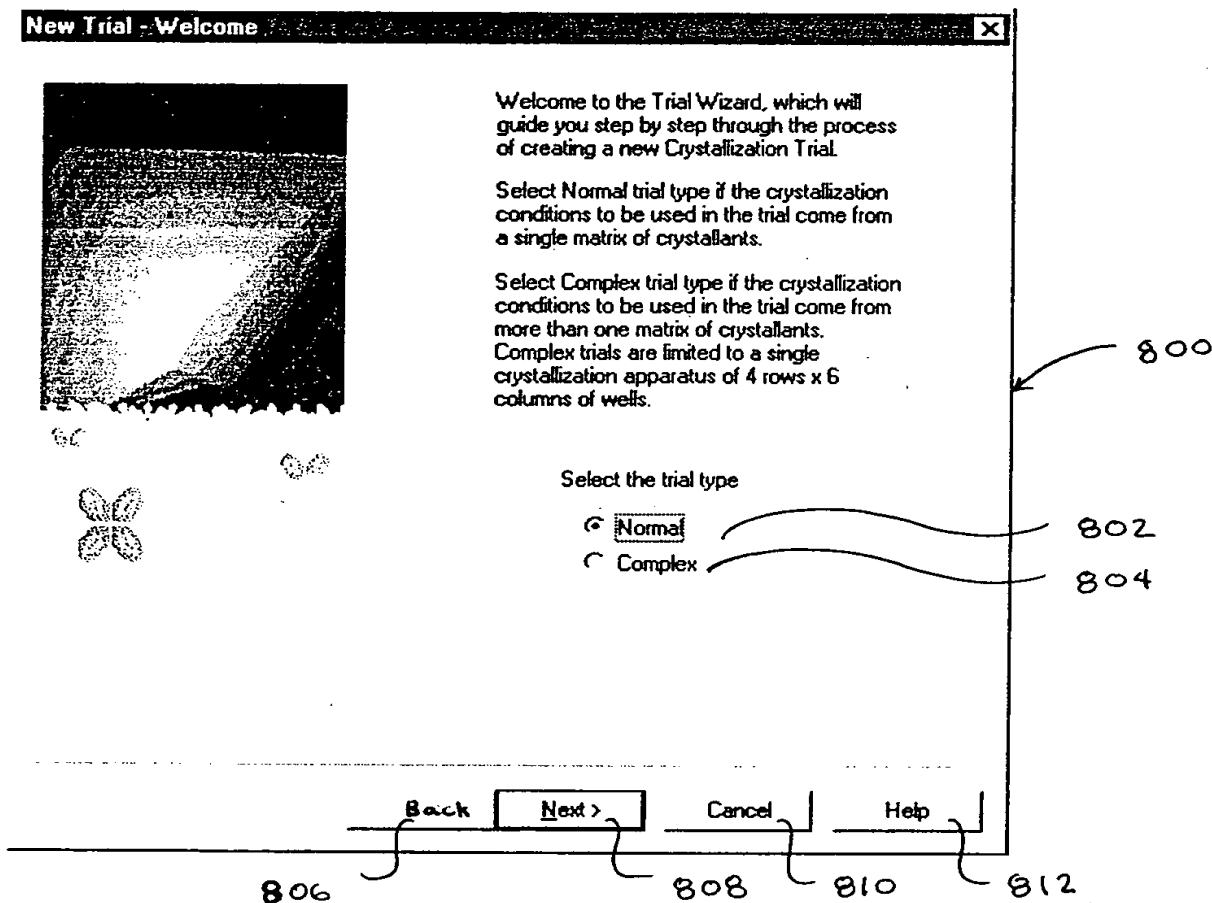 New Trial - Welcome
Welcome to the Trial Wizard, which will
guide you step by step through the process
of creating a new Crystallization Trial.
Select Normal trial type if the crystallization
conditions to be used in the trial come from
a single matrix of crystallants.
Select Complex trial type if the crystallization
conditions to be used in the trial come from
more than one matrix of crystallants.
Complex trials are limited to a single
crystallization apparatus of 4 rows x 6
columns of wells.
800
Select the trial type
Normal
802
Complex
804
Back Next > Cancel Help
806 808 810 812